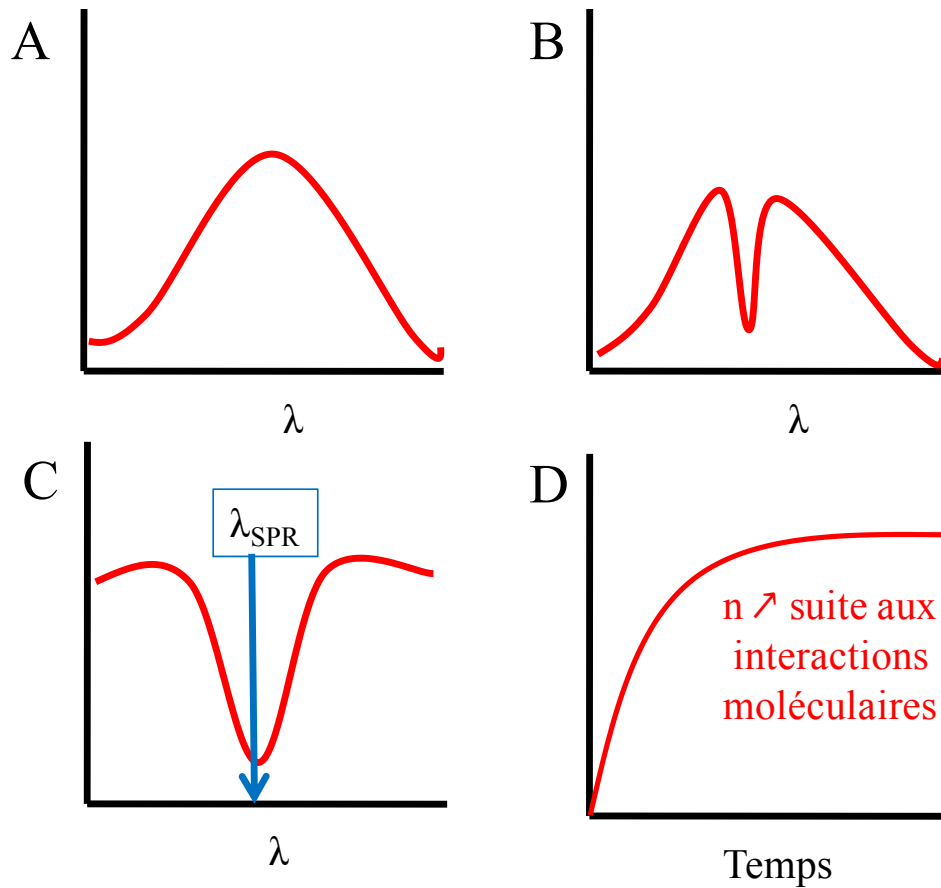 A
λ
B
λ
C
λSPR
λ
D
n ↗ suite aux
interactions
moléculaires
Temps